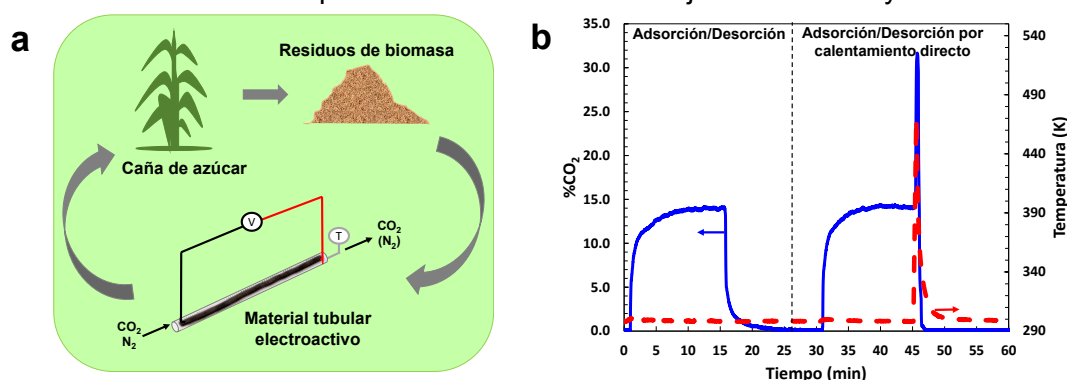 a
Residuos de biomasa
Caña de azúcar
V
T
CO2
(N2)
CO2
N2
Material tubular
electroactivo
b
Adsorción/Desorción
Adsorción/Desorción por
calentamiento directo
%CO2
35.0
30.0
25.0
20.0
15.0
10.0
5.0
0.0
0 5 10 15 20 25 30 35 40 45 50 55 60
Tiempo (min)
540
490
440
390
340
290
Temperatura (K)